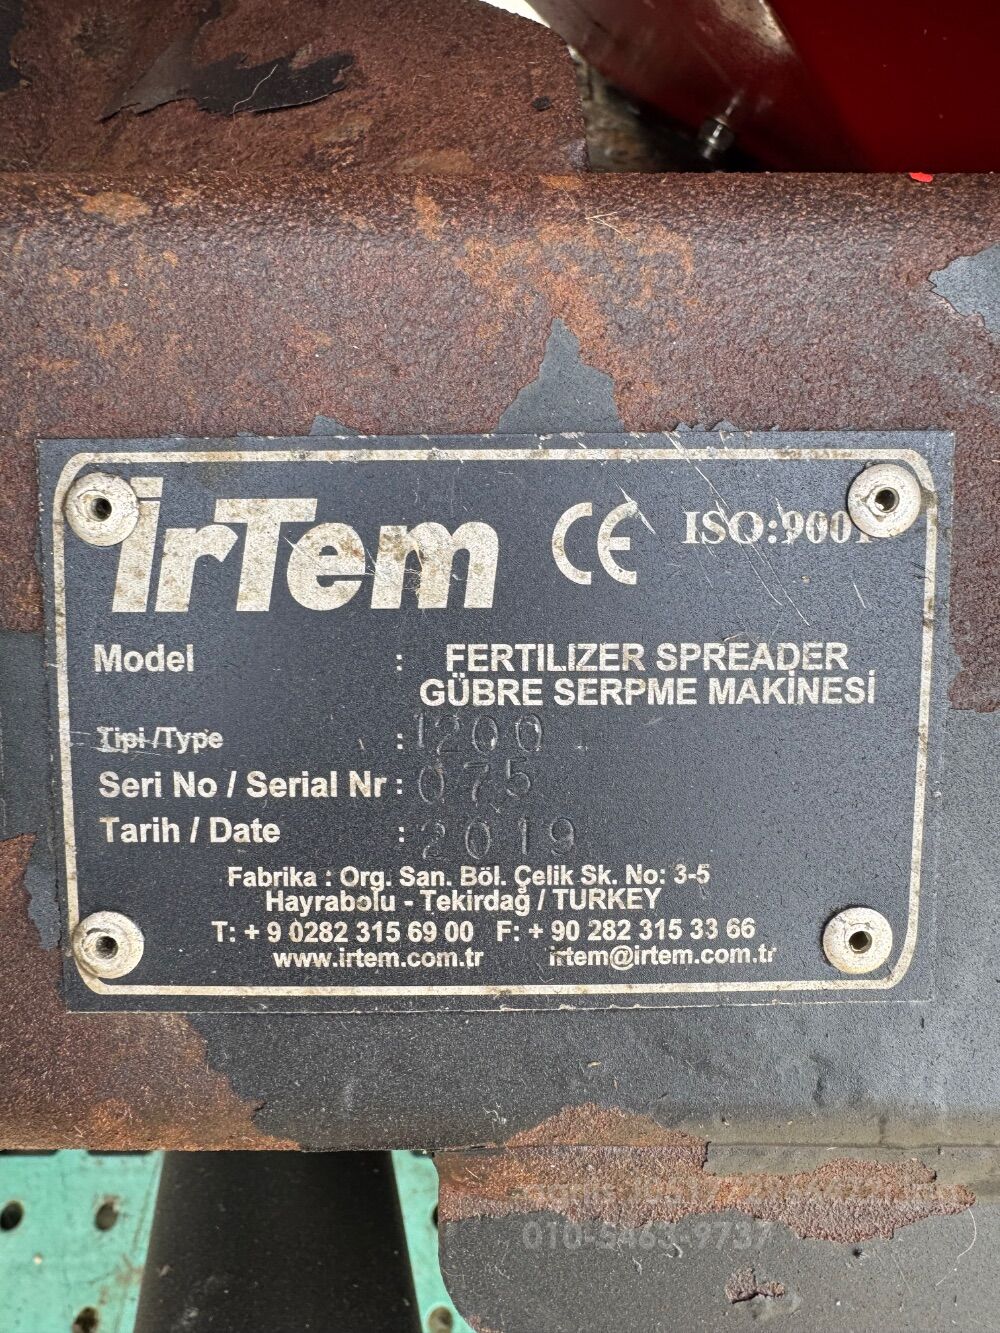 İrTem CE ISO:9001
Model : FERTILIZER SPREADER
GÜBRE SERPME MAKİNESİ
Tipi /Type : 1200
Seri No / Serial Nr : 075
Tarih / Date : 2019
Fabrika : Org. San. Böl. Çelik Sk. No: 3-5
Hayrabolu - Tekirdağ / TURKEY
T: + 9 0282 315 69 00 F: + 90 282 315 33 66
www.irtem.com.tr irtem@irtem.com.tr
010-5463-9737